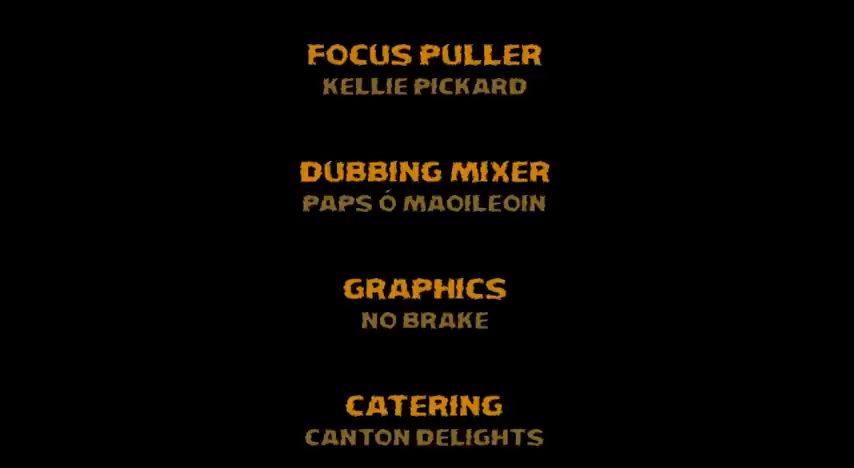 FOCUS PULLER
KELLIE PICKARD
DUBBING MIXER
PAPS Ó MAOILEOIN
GRAPHICS
NO BRAKE
CATERING
CANTON DELIGHTS